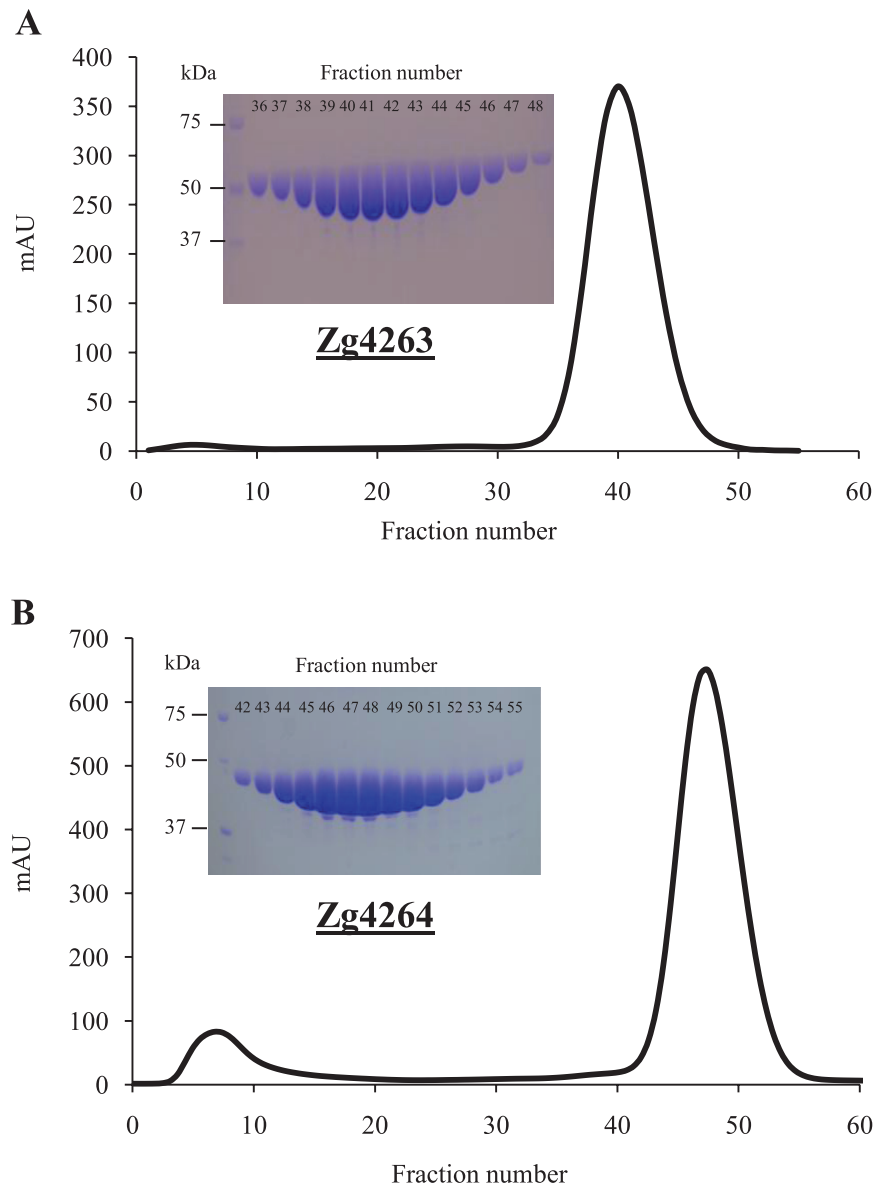 A
400
350
300
250
200
150
100
50
0
mAU
kDa
Fraction number
36 37 38 39 40 41 42 43 44 45 46 47 48
75
50
37
Zg4263
0 10 20 30 40 50 60
Fraction number
B
700
600
500
400
300
200
100
0
mAU
kDa
Fraction number
42 43 44 45 46 47 48 49 50 51 52 53 54 55
75
50
37
Zg4264
0 10 20 30 40 50 60
Fraction number